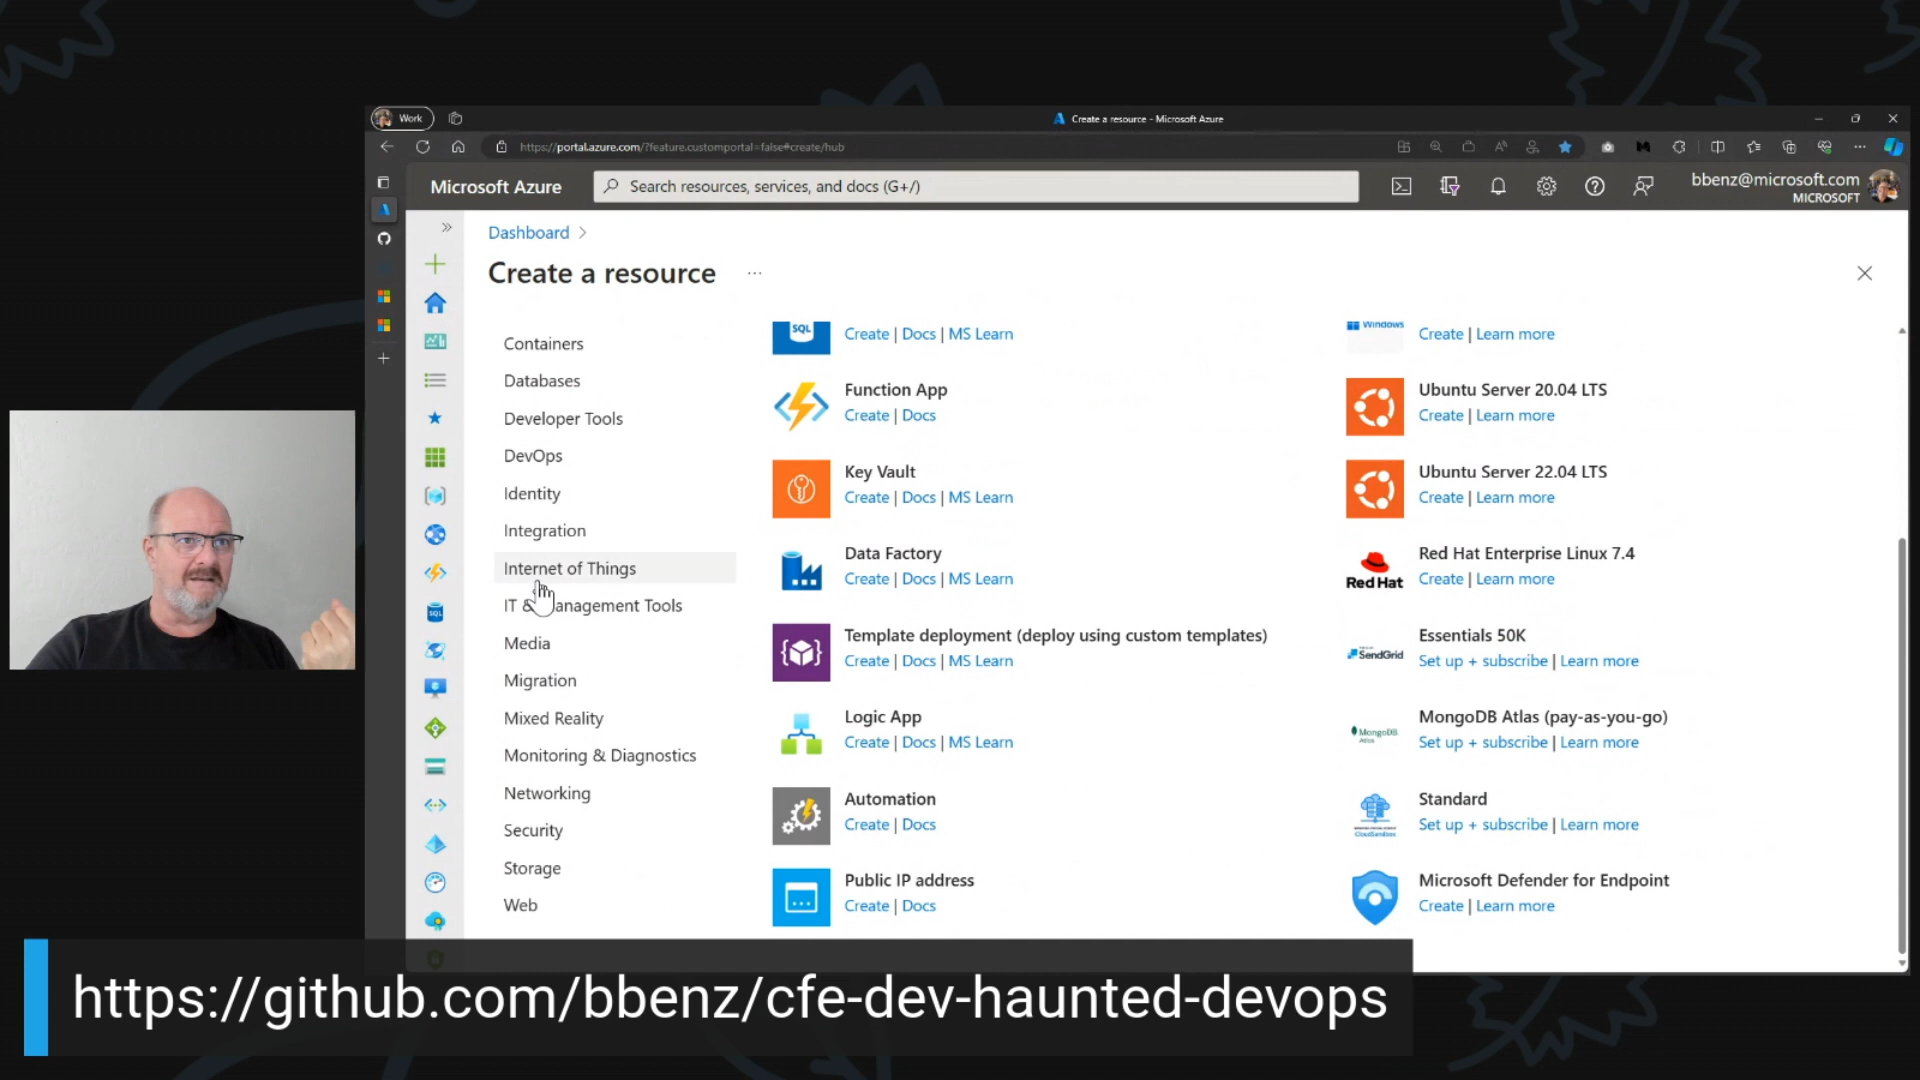 Work
Create a resource - Microsoft Azure
https://portal.azure.com/?feature.customportal=false#create/hub
Microsoft Azure
Search resources, services, and docs (G+/)
bbenz@microsoft.com
MICROSOFT
Dashboard
Create a resource
Containers
Databases
Developer Tools
DevOps
Identity
Integration
Internet of Things
IT & anagement Tools
Media
Migration
Mixed Reality
Monitoring & Diagnostics
Networking
Security
Storage
Web
SQL
Create | Docs | MS Learn
Function App
Create | Docs
Key Vault
Create | Docs | MS Learn
Data Factory
Create | Docs | MS Learn
Template deployment (deploy using custom templates)
Create | Docs | MS Learn
Logic App
Create | Docs | MS Learn
Automation
Create | Docs
Public IP address
Create | Docs
Windows
Create | Learn more
Ubuntu Server 20.04 LTS
Create | Learn more
Ubuntu Server 22.04 LTS
Create | Learn more
Red Hat
Red Hat Enterprise Linux 7.4
Create | Learn more
SendGrid
Essentials 50K
Set up + subscribe | Learn more
MongoDB Atlas
MongoDB Atlas (pay-as-you-go)
Set up + subscribe | Learn more
Standard
Set up + subscribe | Learn more
Microsoft Defender for Endpoint
Create | Learn more
https://github.com/bbenz/cfe-dev-haunted-devops